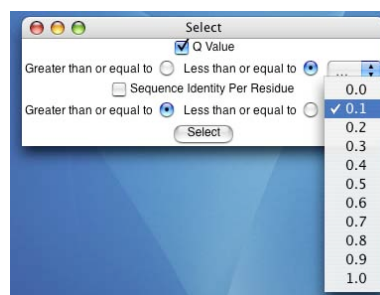 Select
Q Value
Greater than or equal to Less than or equal to ...
Sequence Identity Per Residue
Greater than or equal to Less than or equal to
Select
0.0
✓ 0.1
0.2
0.3
0.4
0.5
0.6
0.7
0.8
0.9
1.0